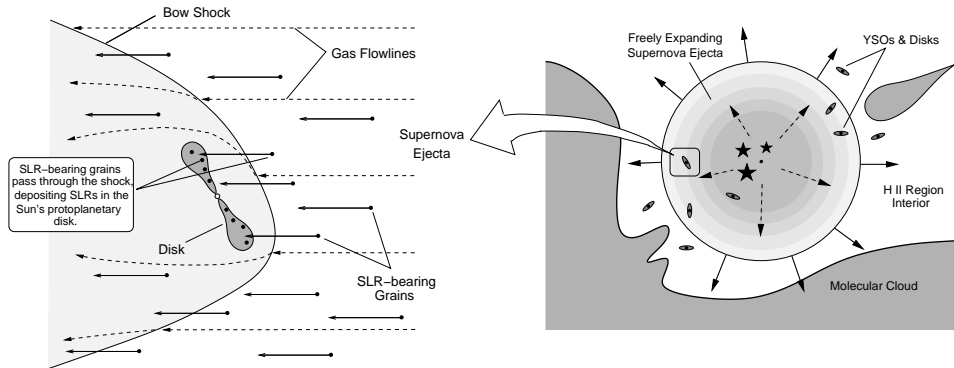 Bow Shock
Gas Flowlines
SLR−bearing grains
pass through the shock,
depositing SLRs in the
Sun's protoplanetary
disk.
Disk
SLR−bearing
Grains
Supernova
Ejecta
Freely Expanding
Supernova Ejecta
YSOs & Disks
H II Region
Interior
Molecular Cloud